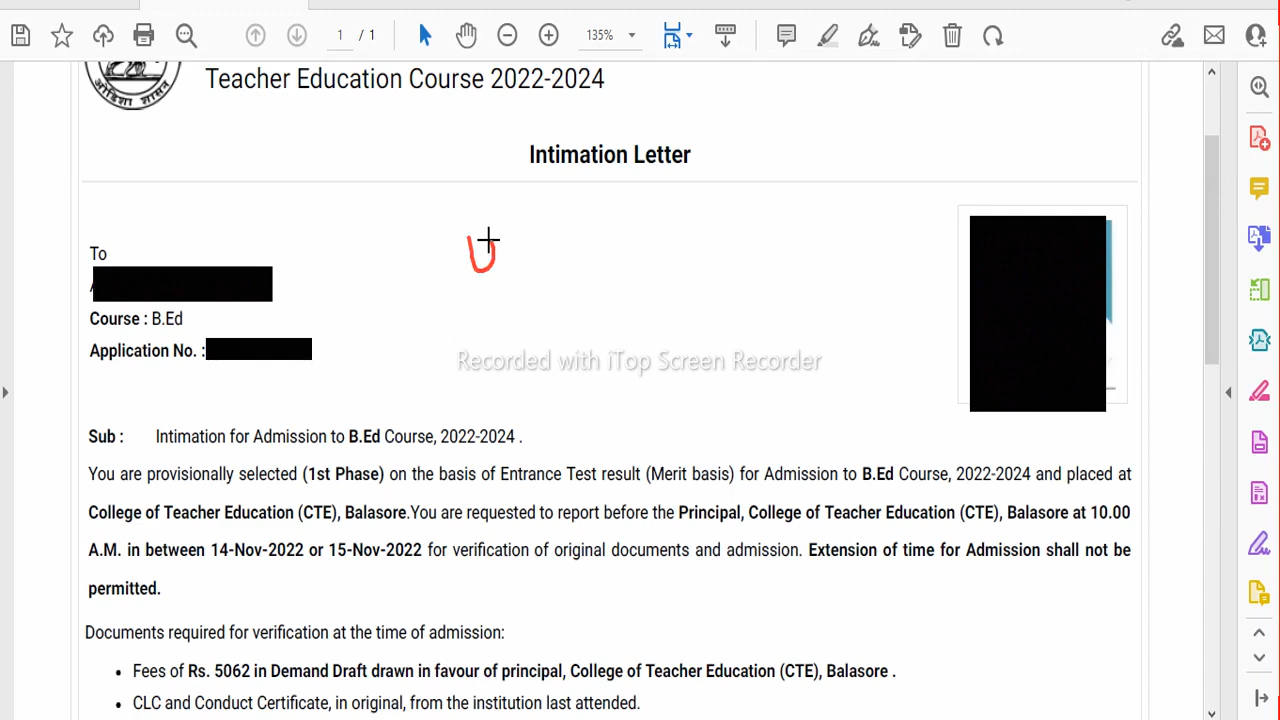 1 / 1
135%
ओडिशा शासन
Teacher Education Course 2022-2024
Intimation Letter
To
Course : B.Ed
Application No. :
Recorded with iTop Screen Recorder
Sub : Intimation for Admission to B.Ed Course, 2022-2024 .
You are provisionally selected (1st Phase) on the basis of Entrance Test result (Merit basis) for Admission to B.Ed Course, 2022-2024 and placed at
College of Teacher Education (CTE), Balasore.You are requested to report before the Principal, College of Teacher Education (CTE), Balasore at 10.00
A.M. in between 14-Nov-2022 or 15-Nov-2022 for verification of original documents and admission. Extension of time for Admission shall not be
permitted.
Documents required for verification at the time of admission:
• Fees of Rs. 5062 in Demand Draft drawn in favour of principal, College of Teacher Education (CTE), Balasore .
• CLC and Conduct Certificate, in original, from the institution last attended.